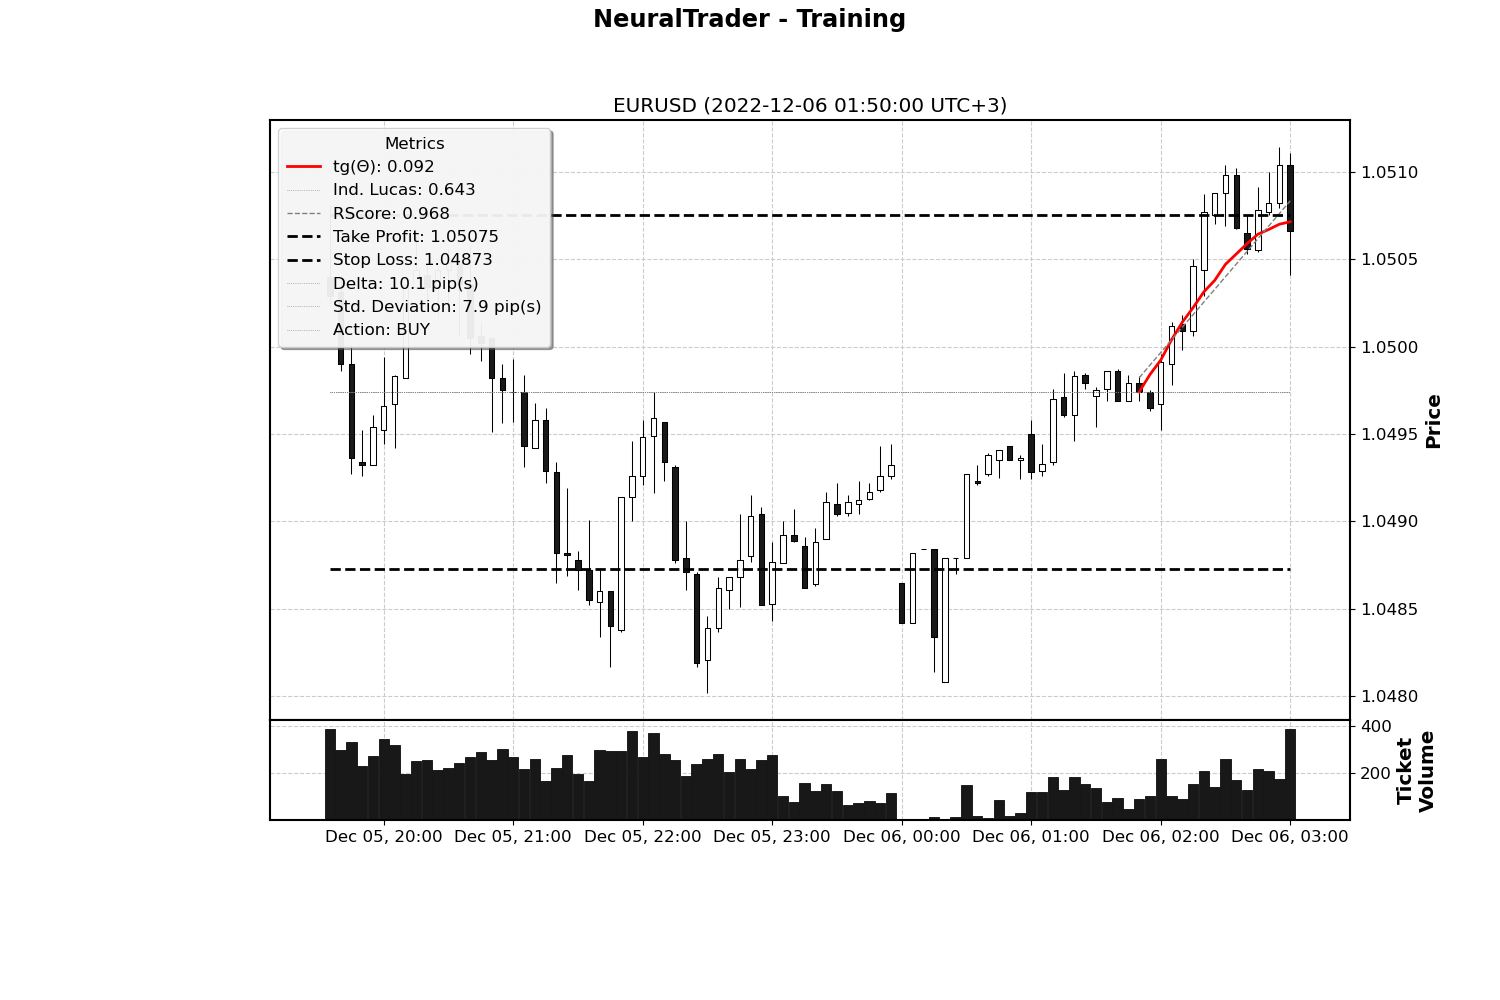 NeuralTrader - Training
EURUSD (2022-12-06 01:50:00 UTC+3)
Metrics
tg(Θ): 0.092
Ind. Lucas: 0.643
RScore: 0.968
Take Profit: 1.05075
Stop Loss: 1.04873
Delta: 10.1 pip(s)
Std. Deviation: 7.9 pip(s)
Action: BUY
1.0510
1.0505
1.0500
1.0495
1.0490
1.0485
1.0480
Price
400
200
Ticket
Volume
Dec 05, 20:00 Dec 05, 21:00 Dec 05, 22:00 Dec 05, 23:00 Dec 06, 00:00 Dec 06, 01:00 Dec 06, 02:00 Dec 06, 03:00